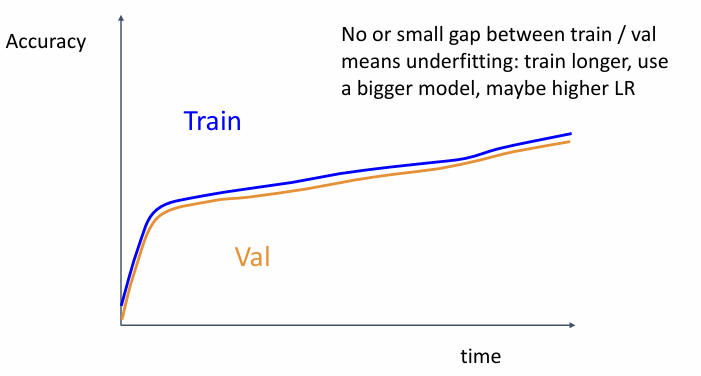 Accuracy
No or small gap between train / val
means underfitting: train longer, use
a bigger model, maybe higher LR
Train
Val
time